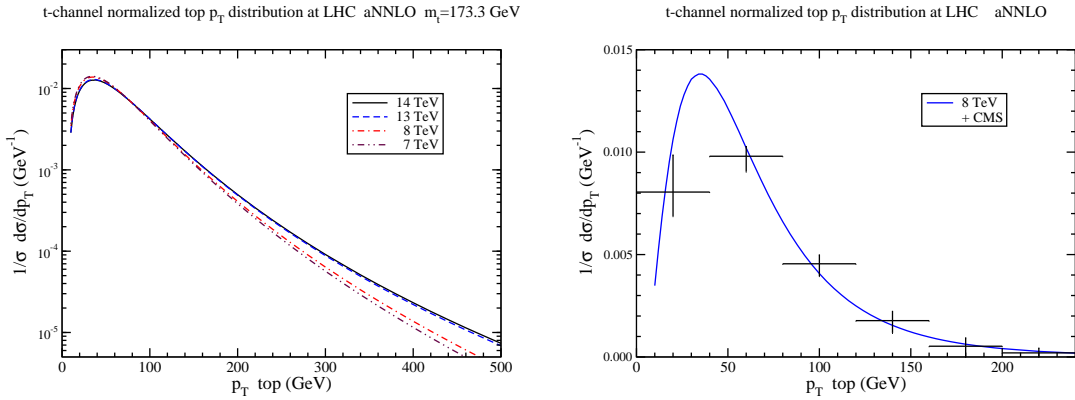 t-channel normalized top p_T distribution at LHC aNNLO m_t=173.3 GeV
1/σ dσ/dp_T (GeV^-1)
10^-2
10^-3
10^-4
10^-5
14 TeV
13 TeV
8 TeV
7 TeV
0 100 200 300 400 500
p_T top (GeV)
t-channel normalized top p_T distribution at LHC aNNLO
1/σ dσ/dp_T (GeV^-1)
0.015
0.010
0.005
0.000
8 TeV
+ CMS
0 50 100 150 200
p_T top (GeV)